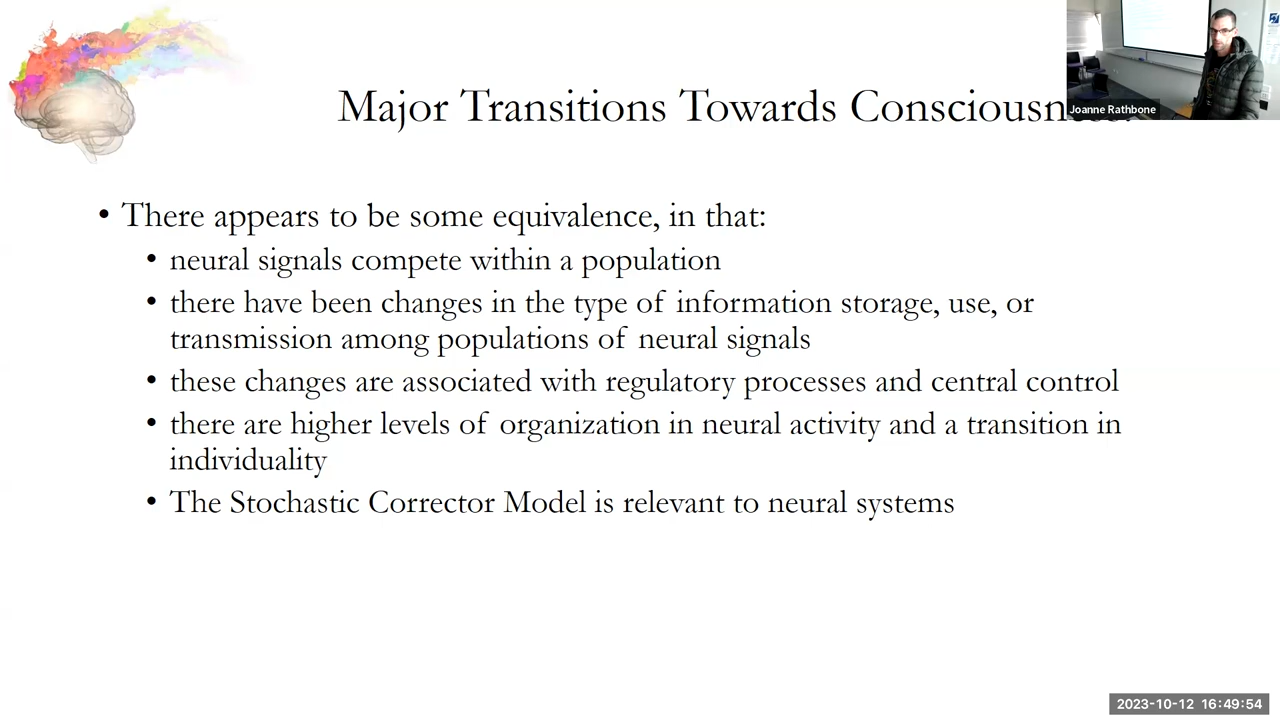 Joanne Rathbone
Major Transitions Towards
• There appears to be some equivalence, in that:
• neural signals compete within a population
• there have been changes in the type of information storage, use, or
transmission among populations of neural signals
• these changes are associated with regulatory processes and central control
• there are higher levels of organization in neural activity and a transition in
individuality
• The Stochastic Corrector Model is relevant to neural systems
2023-10-12 16:49:54